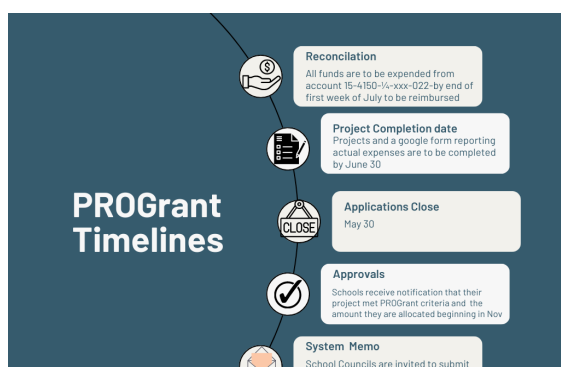 Reconcilation
All funds are to be expended from
account 15-4150-¼-xxx-022-by end of
first week of July to be reimbursed
Project Completion date
Projects and a google form reporting
actual expenses are to be completed
by June 30
PROGrant
Timelines
Applications Close
May 30
CLOSE
Approvals
Schools receive notification that their
project met PROGrant criteria and the
amount they are allocated beginning in Nov
System Memo
School Councils are invited to submit